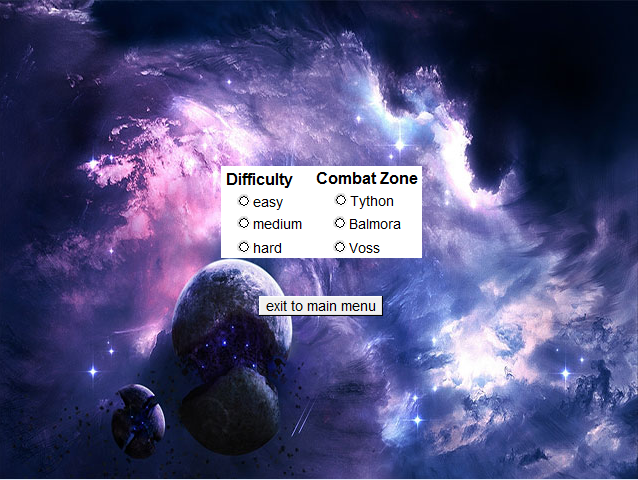 Difficulty Combat Zone
easy Tython
medium Balmora
hard Voss
exit to main menu